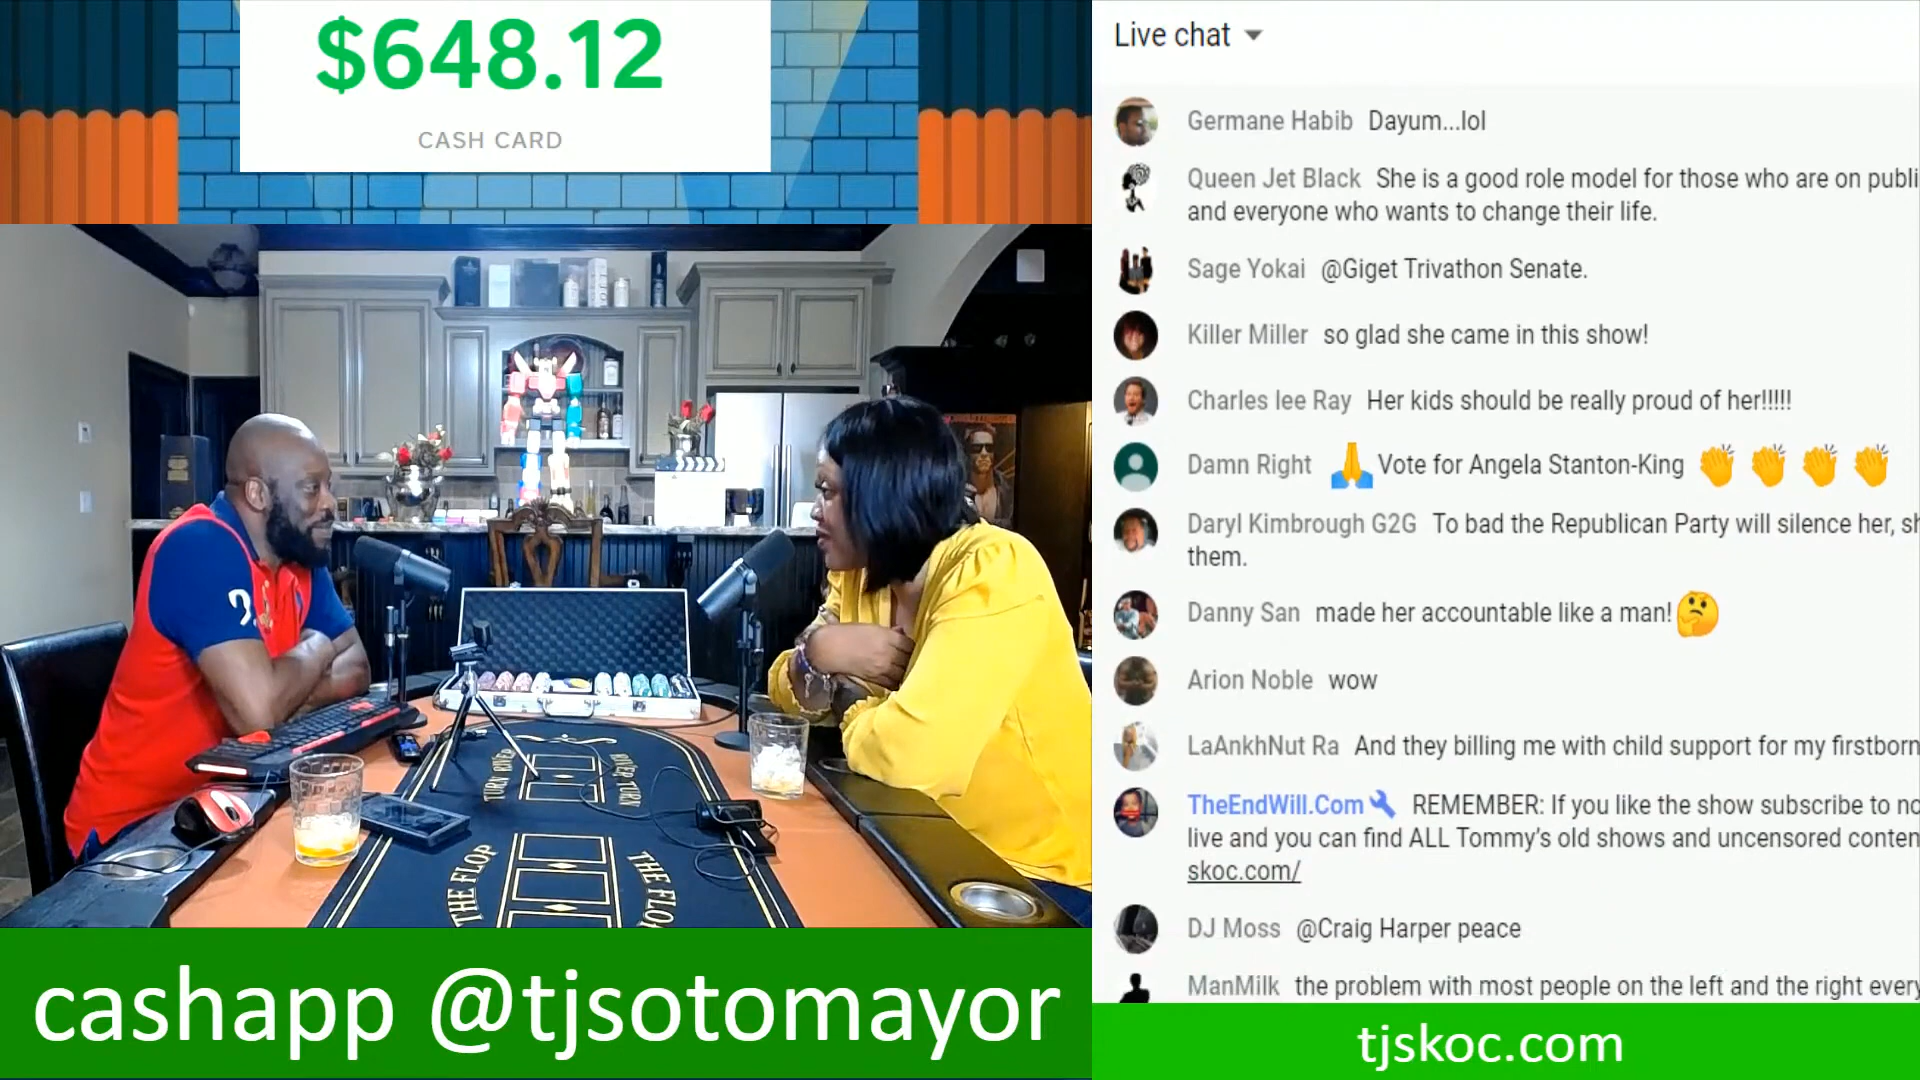 $648.12
CASH CARD
TURN RIVER
RIVER TURN
THE FLOP
THE FLOP
cashapp @tjsotomayor
Live chat
Germane Habib Dayum...lol
Queen Jet Black She is a good role model for those who are on publi
and everyone who wants to change their life.
Sage Yokai @Giget Trivathon Senate.
Killer Miller so glad she came in this show!
Charles lee Ray Her kids should be really proud of her!!!!!
Damn Right 🙏 Vote for Angela Stanton-King 👏 👏 👏 👏
Daryl Kimbrough G2G To bad the Republican Party will silence her, sh
them.
Danny San made her accountable like a man! 🤔
Arion Noble wow
LaAnkhNut Ra And they billing me with child support for my firstborn
TheEndWill.Com 🔧 REMEMBER: If you like the show subscribe to no
live and you can find ALL Tommy's old shows and uncensored conten
skoc.com/
DJ Moss @Craig Harper peace
ManMilk the problem with most people on the left and the right every
tjskoc.com